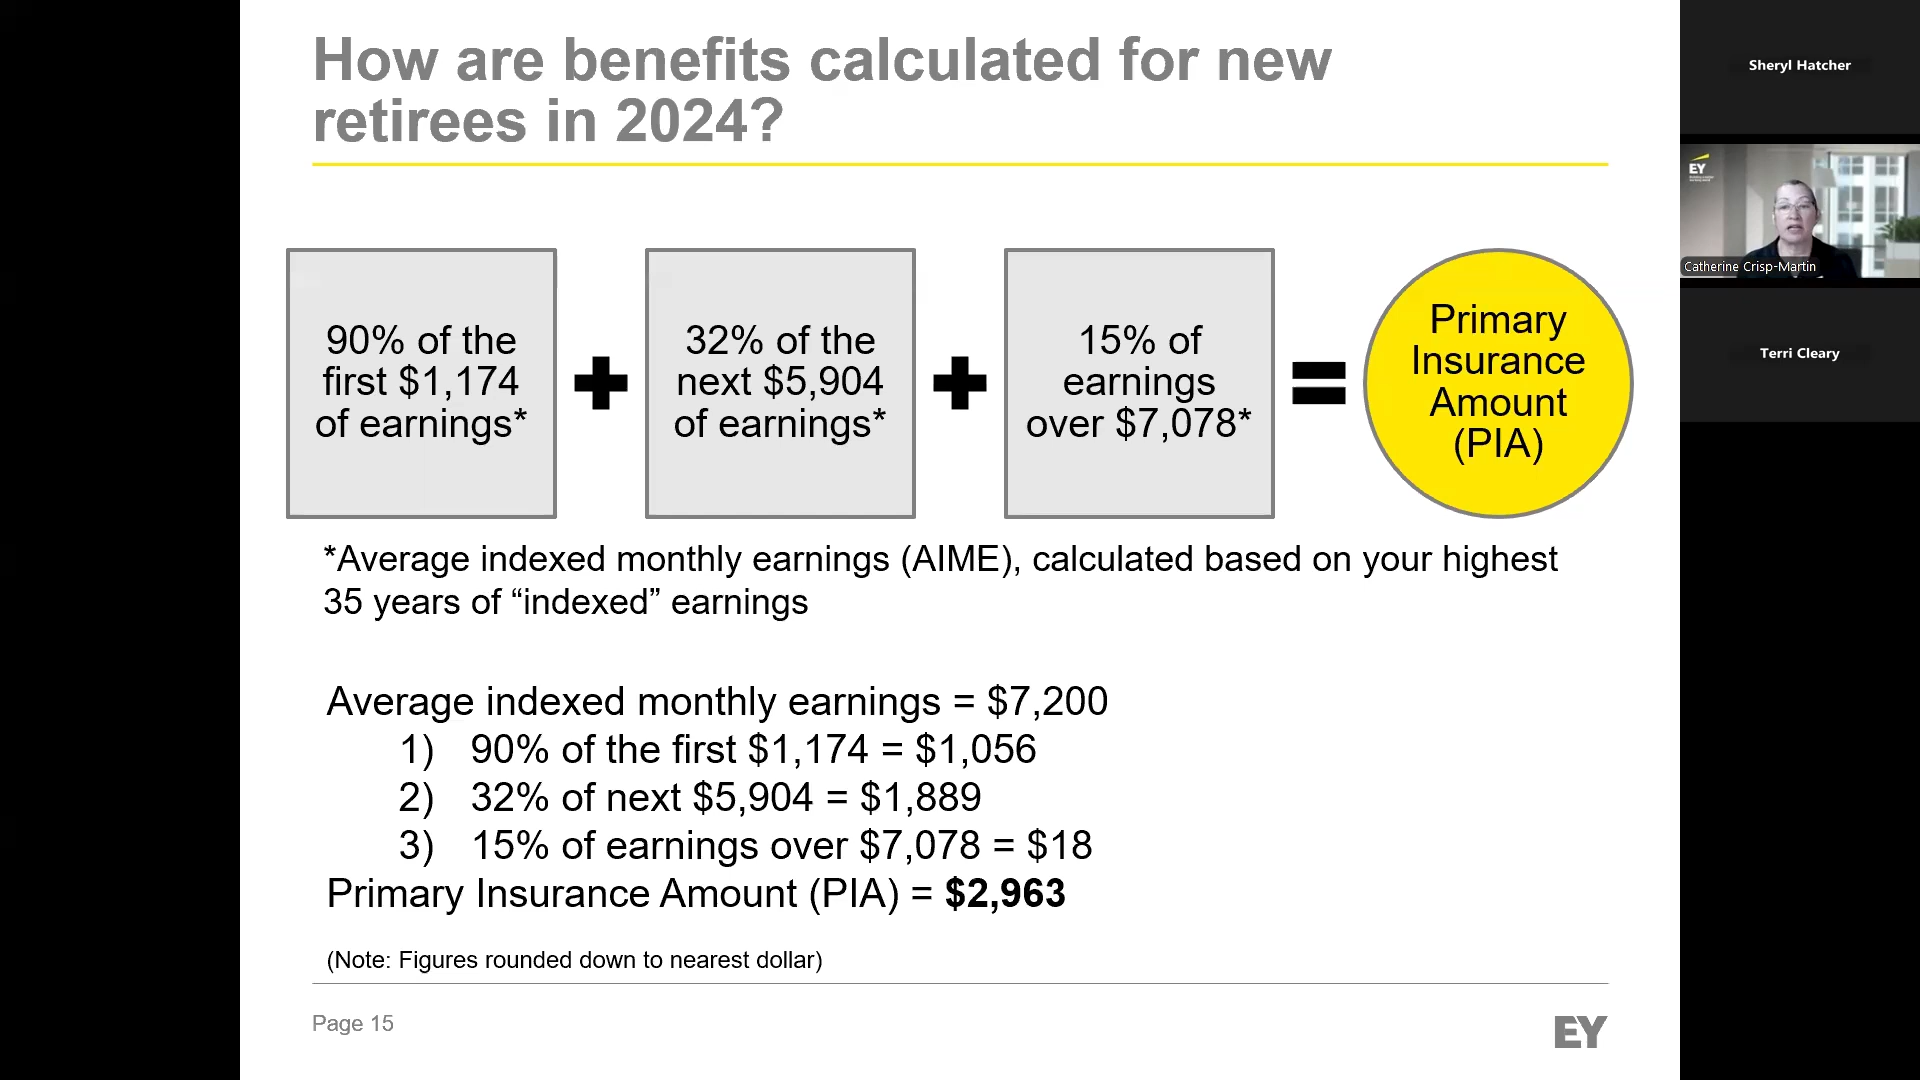 How are benefits calculated for new
retirees in 2024?
90% of the
first $1,174
of earnings*
+
32% of the
next $5,904
of earnings*
+
15% of
earnings
over $7,078*
=
Primary
Insurance
Amount
(PIA)
*Average indexed monthly earnings (AIME), calculated based on your highest
35 years of “indexed” earnings
Average indexed monthly earnings = $7,200
1) 90% of the first $1,174 = $1,056
2) 32% of next $5,904 = $1,889
3) 15% of earnings over $7,078 = $18
Primary Insurance Amount (PIA) = $2,963
(Note: Figures rounded down to nearest dollar)
Page 15
EY
Sheryl Hatcher
EY
Catherine Crisp-Martin
Terri Cleary